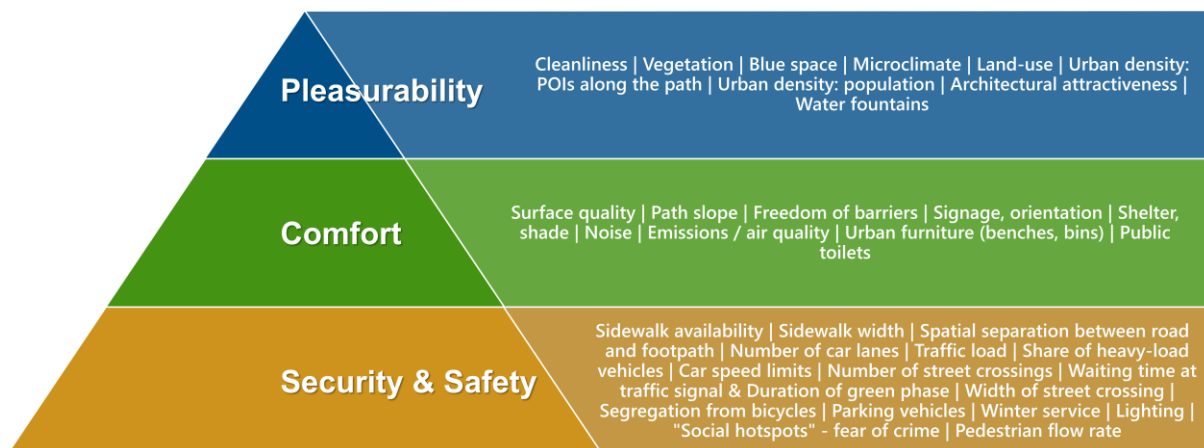 Pleasurability
Cleanliness | Vegetation | Blue space | Microclimate | Land-use | Urban density:
POIs along the path | Urban density: population | Architectural attractiveness |
Water fountains
Comfort
Surface quality | Path slope | Freedom of barriers | Signage, orientation | Shelter,
shade | Noise | Emissions / air quality | Urban furniture (benches, bins) | Public
toilets
Security & Safety
Sidewalk availability | Sidewalk width | Spatial separation between road
and footpath | Number of car lanes | Traffic load | Share of heavy-load
vehicles | Car speed limits | Number of street crossings | Waiting time at
traffic signal & Duration of green phase | Width of street crossing |
Segregation from bicycles | Parking vehicles | Winter service | Lighting |
"Social hotspots" - fear of crime | Pedestrian flow rate